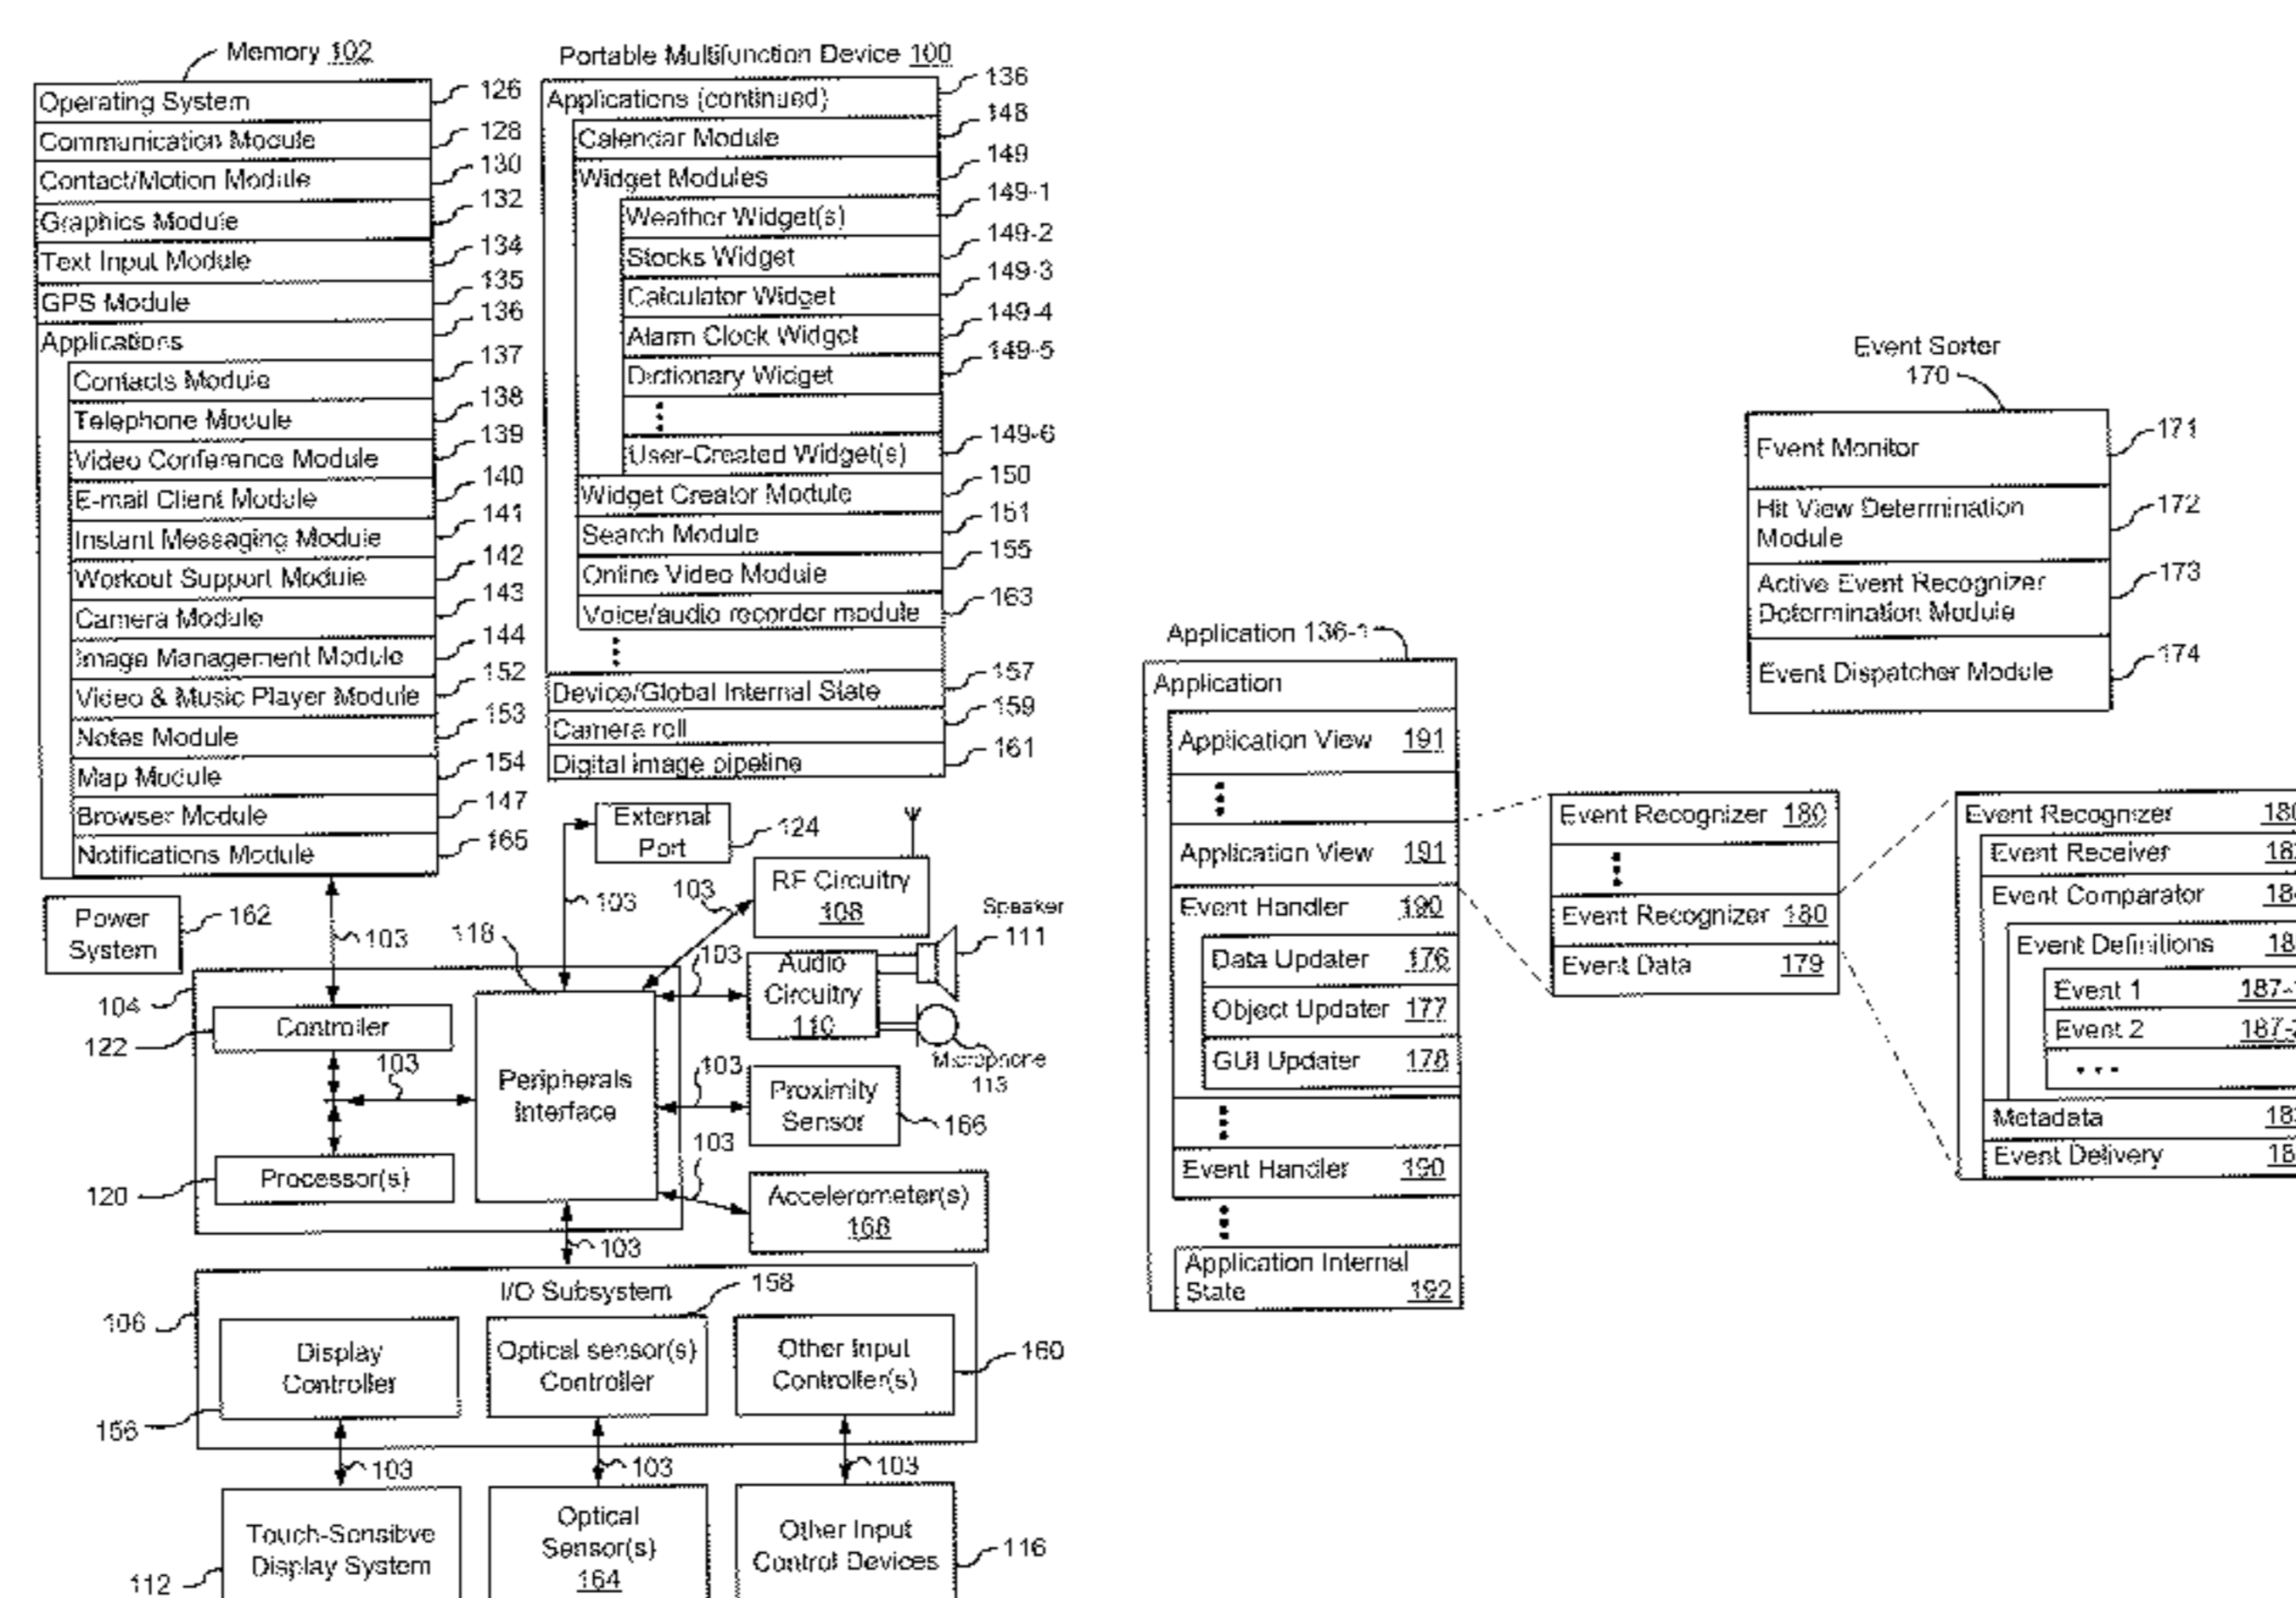 Memory 102
Operating System 126
Communication Module 128
Contact/Motion Module 130
Graphics Module 132
Text Input Module 134
GPS Module 135
Applications 136
Contacts Module 137
Telephone Module 138
Video Conference Module 139
E-mail Client Module 140
Instant Messaging Module 141
Workout Support Module 142
Camera Module 143
Image Management Module 144
Video & Music Player Module 152
Notes Module 153
Map Module 154
Browser Module 147
Notifications Module 165
Portable Multifunction Device 100
Applications (continued) 136
Calendar Module 148
Widget Modules 149
Weather Widget(s) 149-1
Stocks Widget 149-2
Calculator Widget 149-3
Alarm Clock Widget 149-4
Dictionary Widget 149-5
User-Created Widget(s) 149-6
Widget Creator Module 150
Search Module 151
Online Video Module 155
Voice/audio recorder module 163
Device/Global Internal State 157
Camera roll 159
Digital image pipeline 161
Power
System
162
103
External
Port
124
103
RF Circuitry
108
103
Speaker
111
Audio
Circuitry
110
103
Microphone
113
118
104
Controller
122
103
Peripherals
Interface
Proximity
Sensor
103
166
Processor(s)
120
103
Accelerometer(s)
168
103
I/O Subsystem
106
158
Display
Controller
156
Optical sensor(s)
Controller
Other Input
Controller(s)
160
103
103
103
Touch-Sensitive
Display System
112
Optical
Sensor(s)
164
Other Input
Control Devices
116
Application 136-1
Application
Application View 191
Application View 191
Event Handler 190
Data Updater 176
Object Updater 177
GUI Updater 178
Event Handler 190
Application Internal
State 192
Event Sorter
170
Event Monitor 171
Hit View Determination
Module
172
Active Event Recognizer
Determination Module
173
Event Dispatcher Module 174
Event Recognizer 180
Event Recognizer 180
Event Data 179
Event Recognizer
Event Receiver
Event Comparator
Event Definitions
Event 1
Event 2
Metadata
Event Delivery